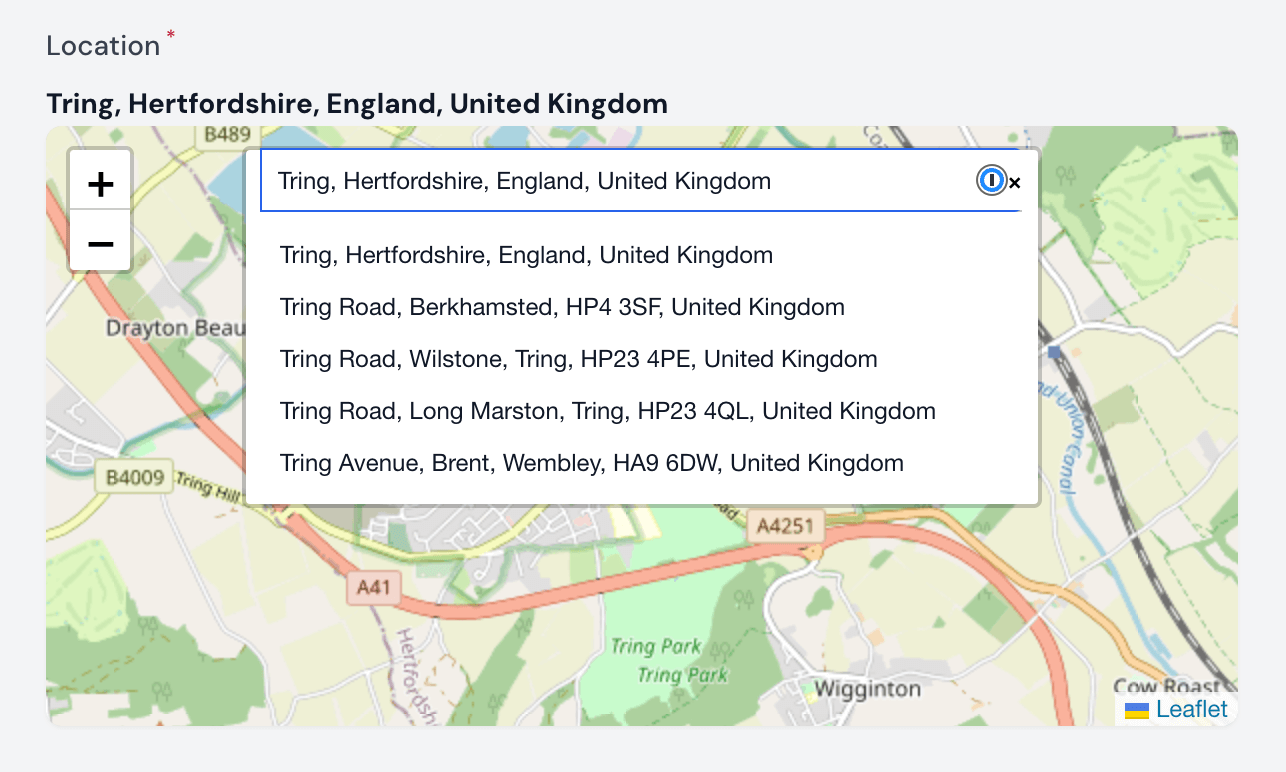 Location *
Tring, Hertfordshire, England, United Kingdom
B489
+
Tring, Hertfordshire, England, United Kingdom ×
−
Tring, Hertfordshire, England, United Kingdom
Tring Road, Berkhamsted, HP4 3SF, United Kingdom
Drayton Beau
Tring Road, Wilstone, Tring, HP23 4PE, United Kingdom
Tring Road, Long Marston, Tring, HP23 4QL, United Kingdom
nd Union Canal
Tring Avenue, Brent, Wembley, HA9 6DW, United Kingdom
B4009
Tring Hill
A4251
A41
Hertfordsh
Tring Park
Tring Park
Wigginton
Cow Roast
Leaflet